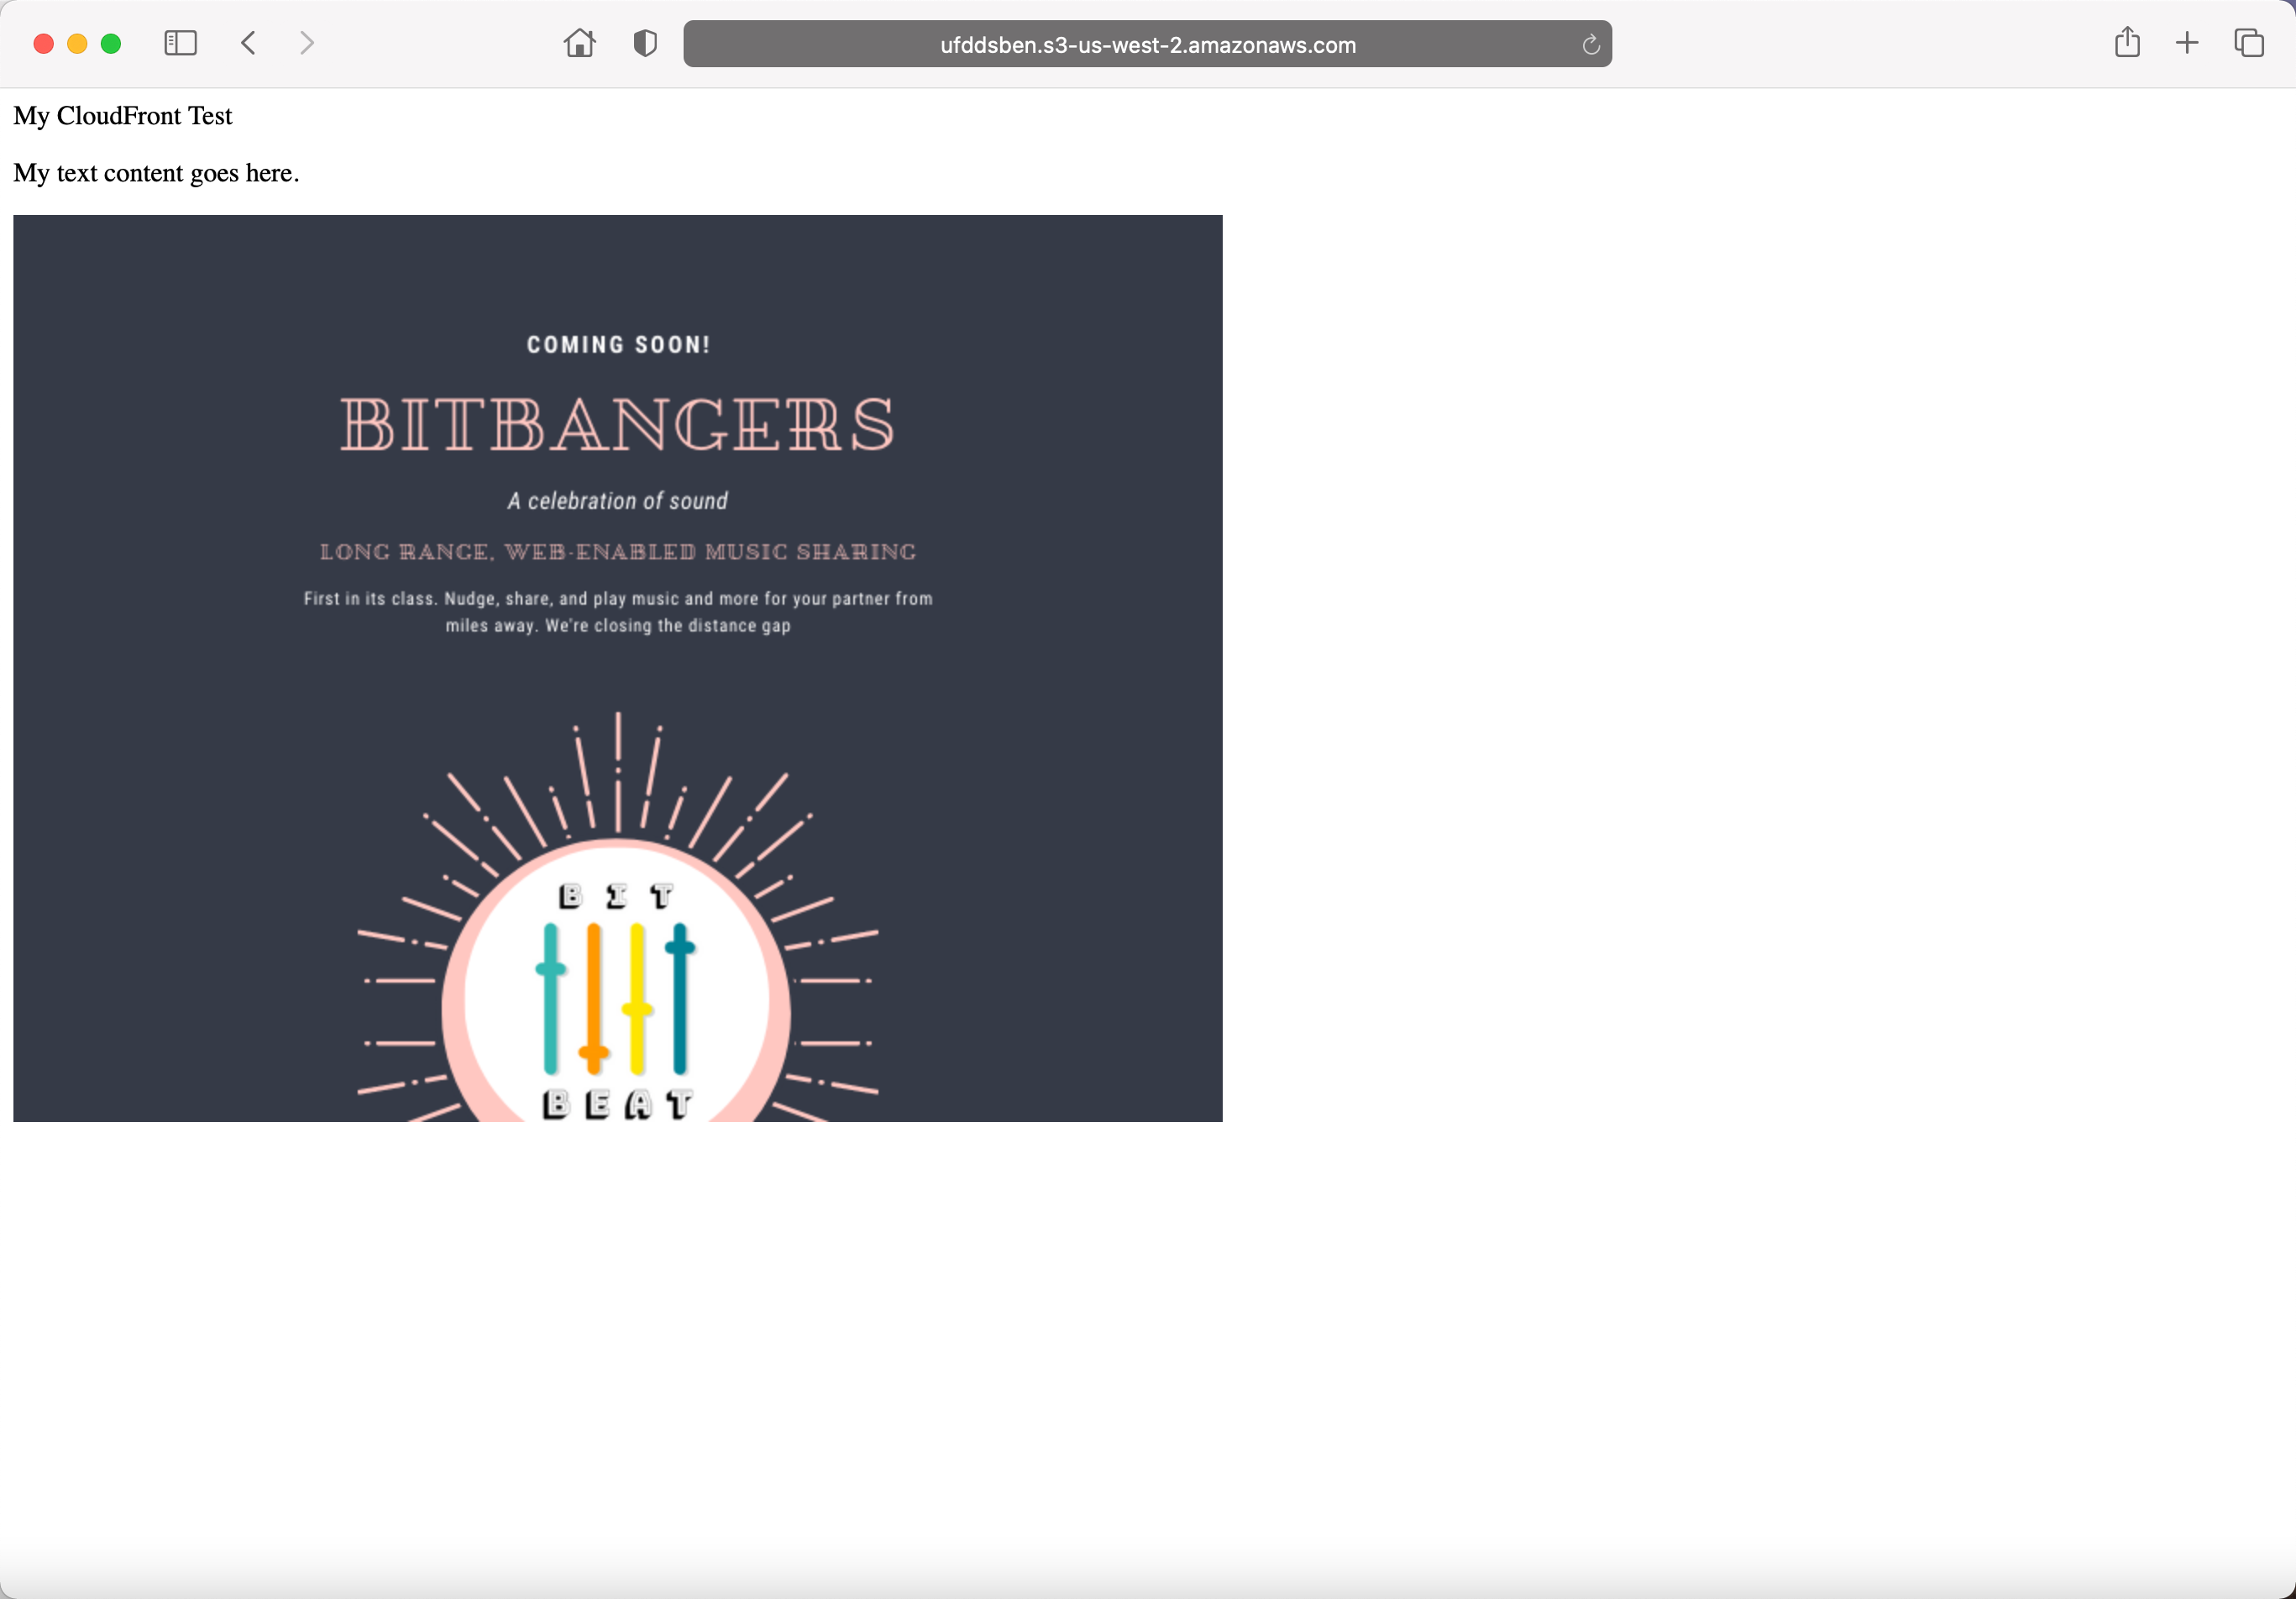 ufddsben.s3-us-west-2.amazonaws.com
My CloudFront Test
My text content goes here.
COMING SOON!
BITBANGERS
A celebration of sound
LONG RANGE, WEB-ENABLED MUSIC SHARING
First in its class. Nudge, share, and play music and more for your partner from
miles away. We're closing the distance gap
BIT
BEAT